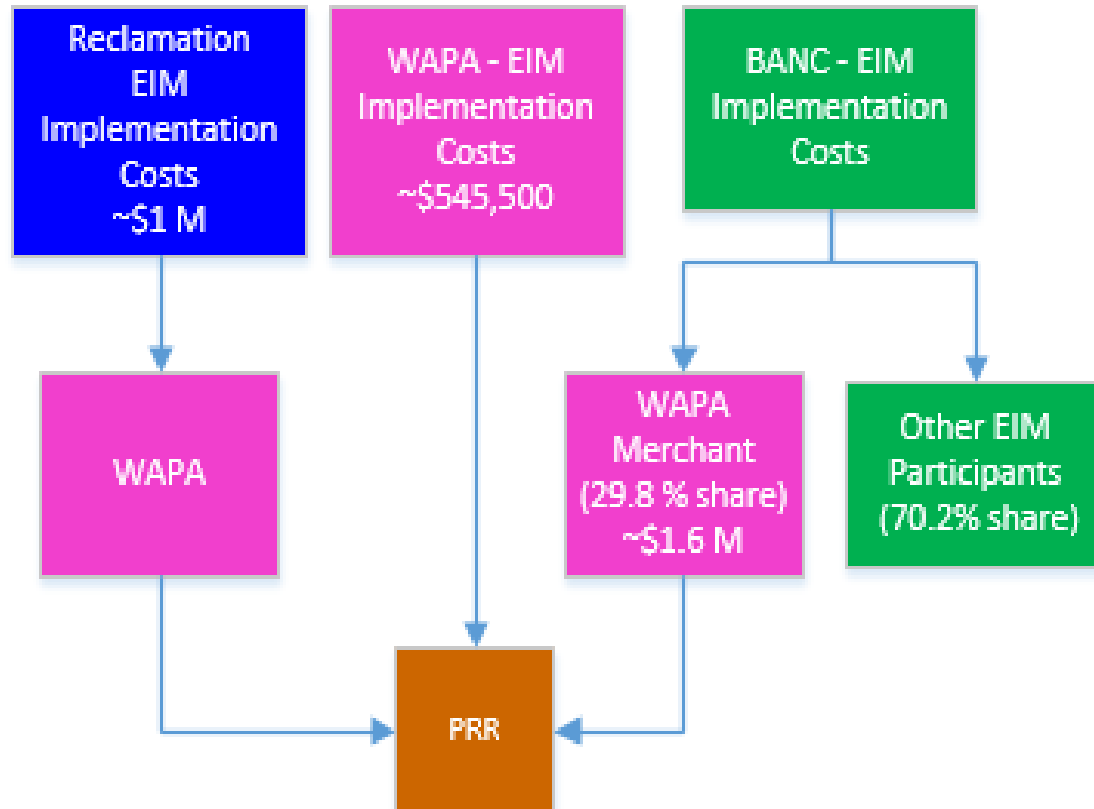 Reclamation
EIM
Implementation
Costs
~$1 M
WAPA - EIM
Implementation
Costs
~$545,500
BANC - EIM
Implementation
Costs
WAPA
WAPA
Merchant
(29.8 % share)
~$1.6 M
Other EIM
Participants
(70.2% share)
PRR